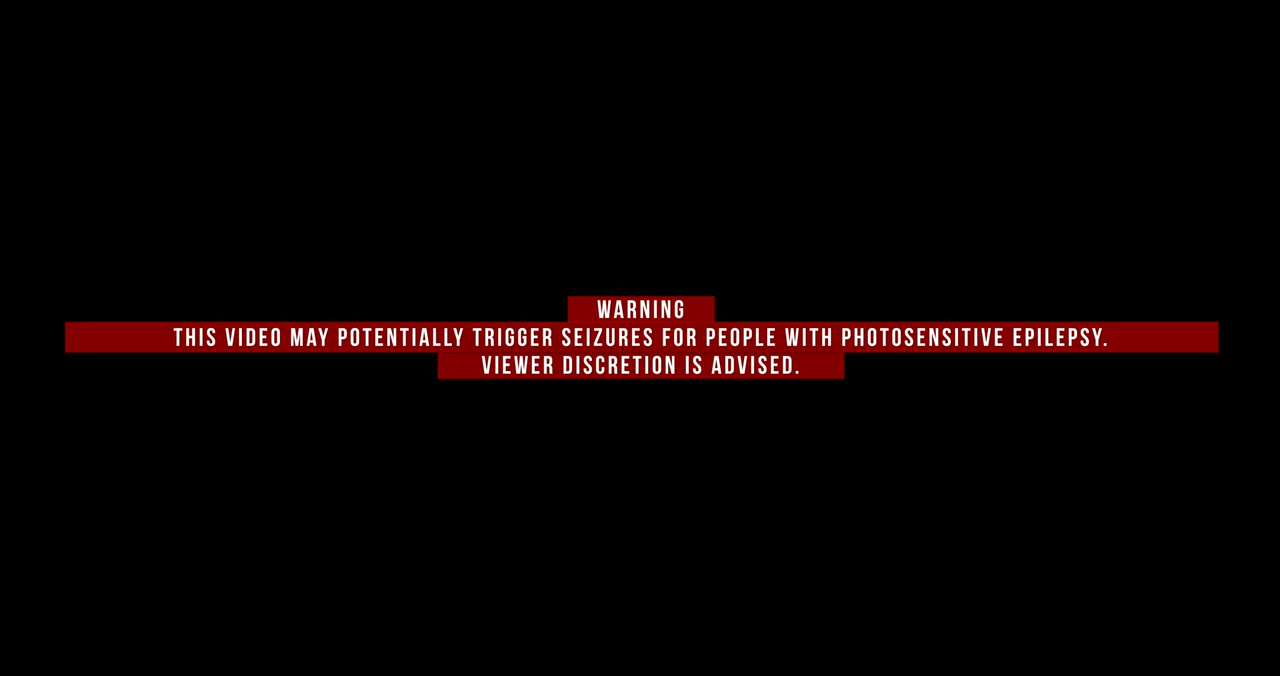 WARNING
THIS VIDEO MAY POTENTIALLY TRIGGER SEIZURES FOR PEOPLE WITH PHOTOSENSITIVE EPILEPSY.
VIEWER DISCRETION IS ADVISED.